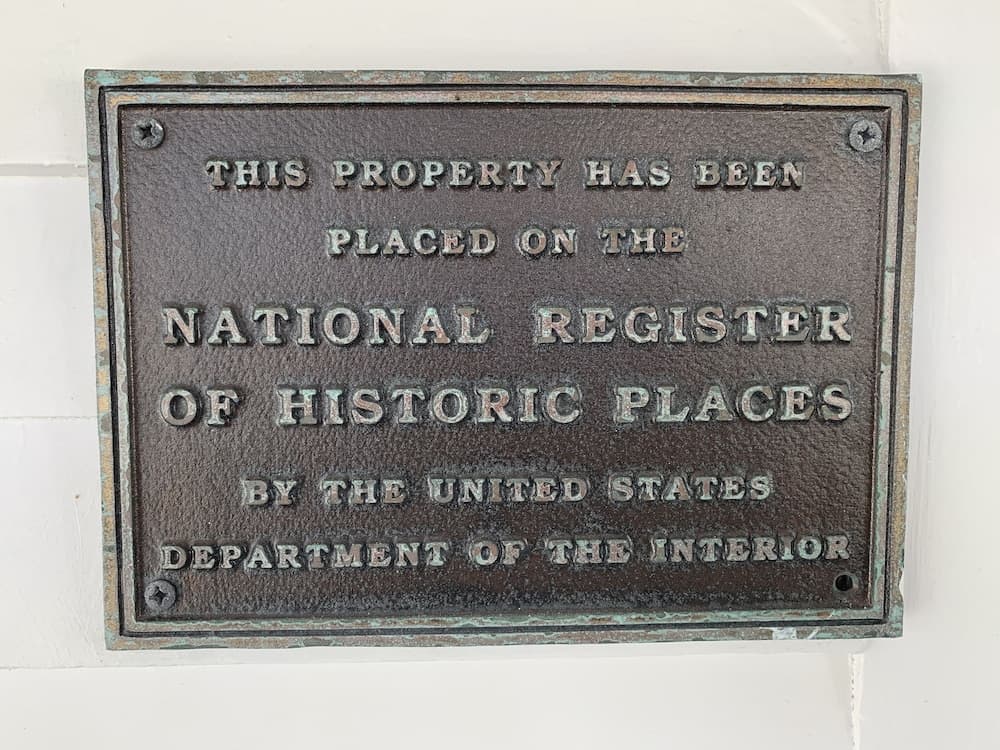 THIS PROPERTY HAS BEEN
PLACED ON THE
NATIONAL REGISTER
OF HISTORIC PLACES
BY THE UNITED STATES
DEPARTMENT OF THE INTERIOR